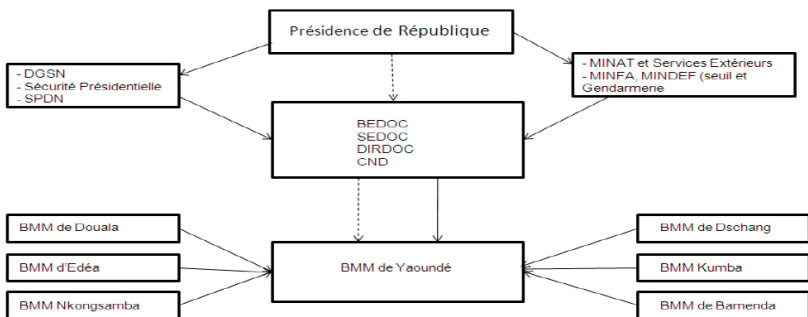 Présidence de République
- DGSN
- Sécurité Présidentielle
- SPDN
- MINAT et Services Extérieurs
- MINFA, MINDEF (seuil et
Gendarmerie
BEDOC
SEDOC
DIRDOC
CND
BMM de Douala
BMM d'Edéa
BMM Nkongsamba
BMM de Yaoundé
BMM de Dschang
BMM Kumba
BMM de Bamenda